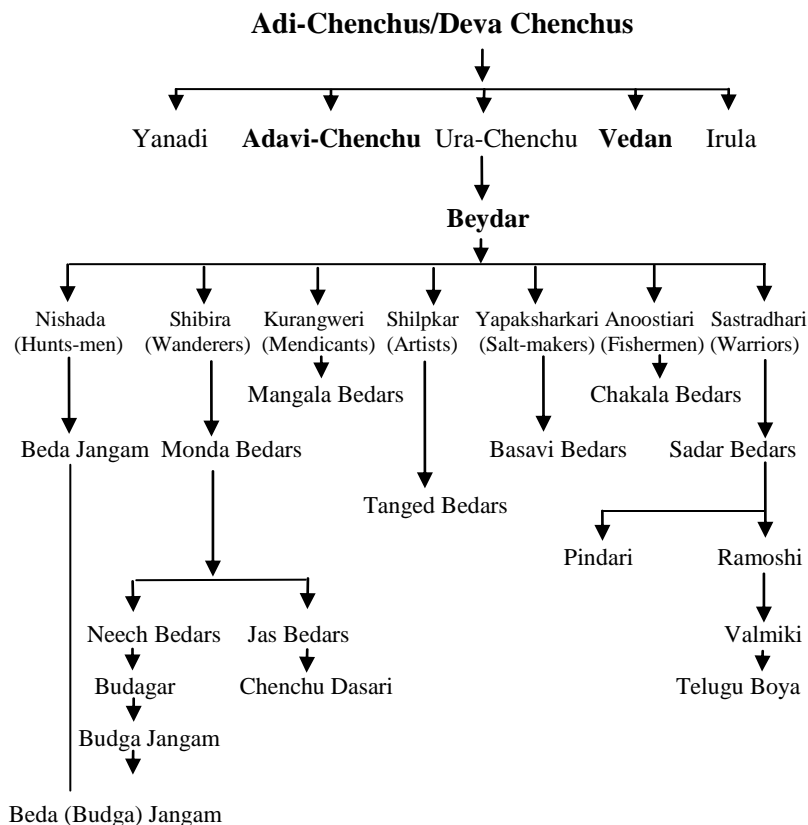 Adi-Chenchus/Deva Chenchus
Yanadi Adavi-Chenchu Ura-Chenchu Vedan Irula
Beydar
Nishada Shibira Kurangweri Shilpkar Yapaksharkari Anoostiari Sastradhari
(Hunts-men) (Wanderers) (Mendicants) (Artists) (Salt-makers) (Fishermen) (Warriors)
Mangala Bedars Chakala Bedars
Beda Jangam Monda Bedars Basavi Bedars Sadar Bedars
Tanged Bedars
Pindari Ramoshi
Neech Bedars Jas Bedars Valmiki
Budagar Chenchu Dasari Telugu Boya
Budga Jangam
Beda (Budga) Jangam